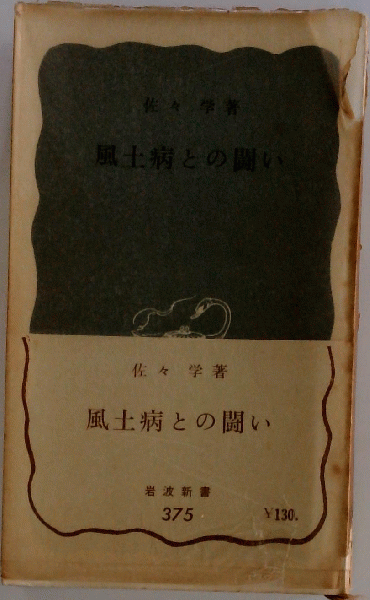 佐々 学著
風土病との闘い
佐々 学著
風土病との闘い
岩波新書
375
￥130.